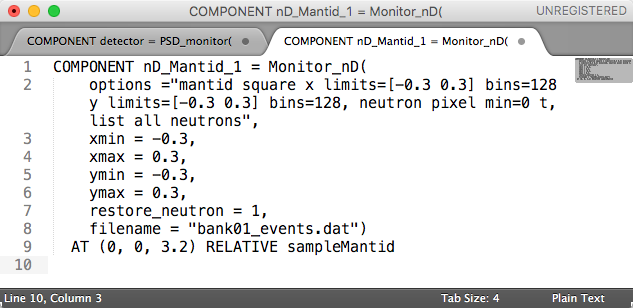 COMPONENT nD_Mantid_1 = Monitor_nD(
UNREGISTERED
COMPONENT detector = PSD_monitor(
COMPONENT nD_Mantid_1 = Monitor_nD(
1 COMPONENT nD_Mantid_1 = Monitor_nD(
2 options ="mantid square x limits=[-0.3 0.3] bins=128
y limits=[-0.3 0.3] bins=128, neutron pixel min=0 t,
list all neutrons",
3 xmin = -0.3,
4 xmax = 0.3,
5 ymin = -0.3,
6 ymax = 0.3,
7 restore_neutron = 1,
8 filename = "bank01_events.dat")
9 AT (0, 0, 3.2) RELATIVE sampleMantid
10
Line 10, Column 3
Tab Size: 4
Plain Text